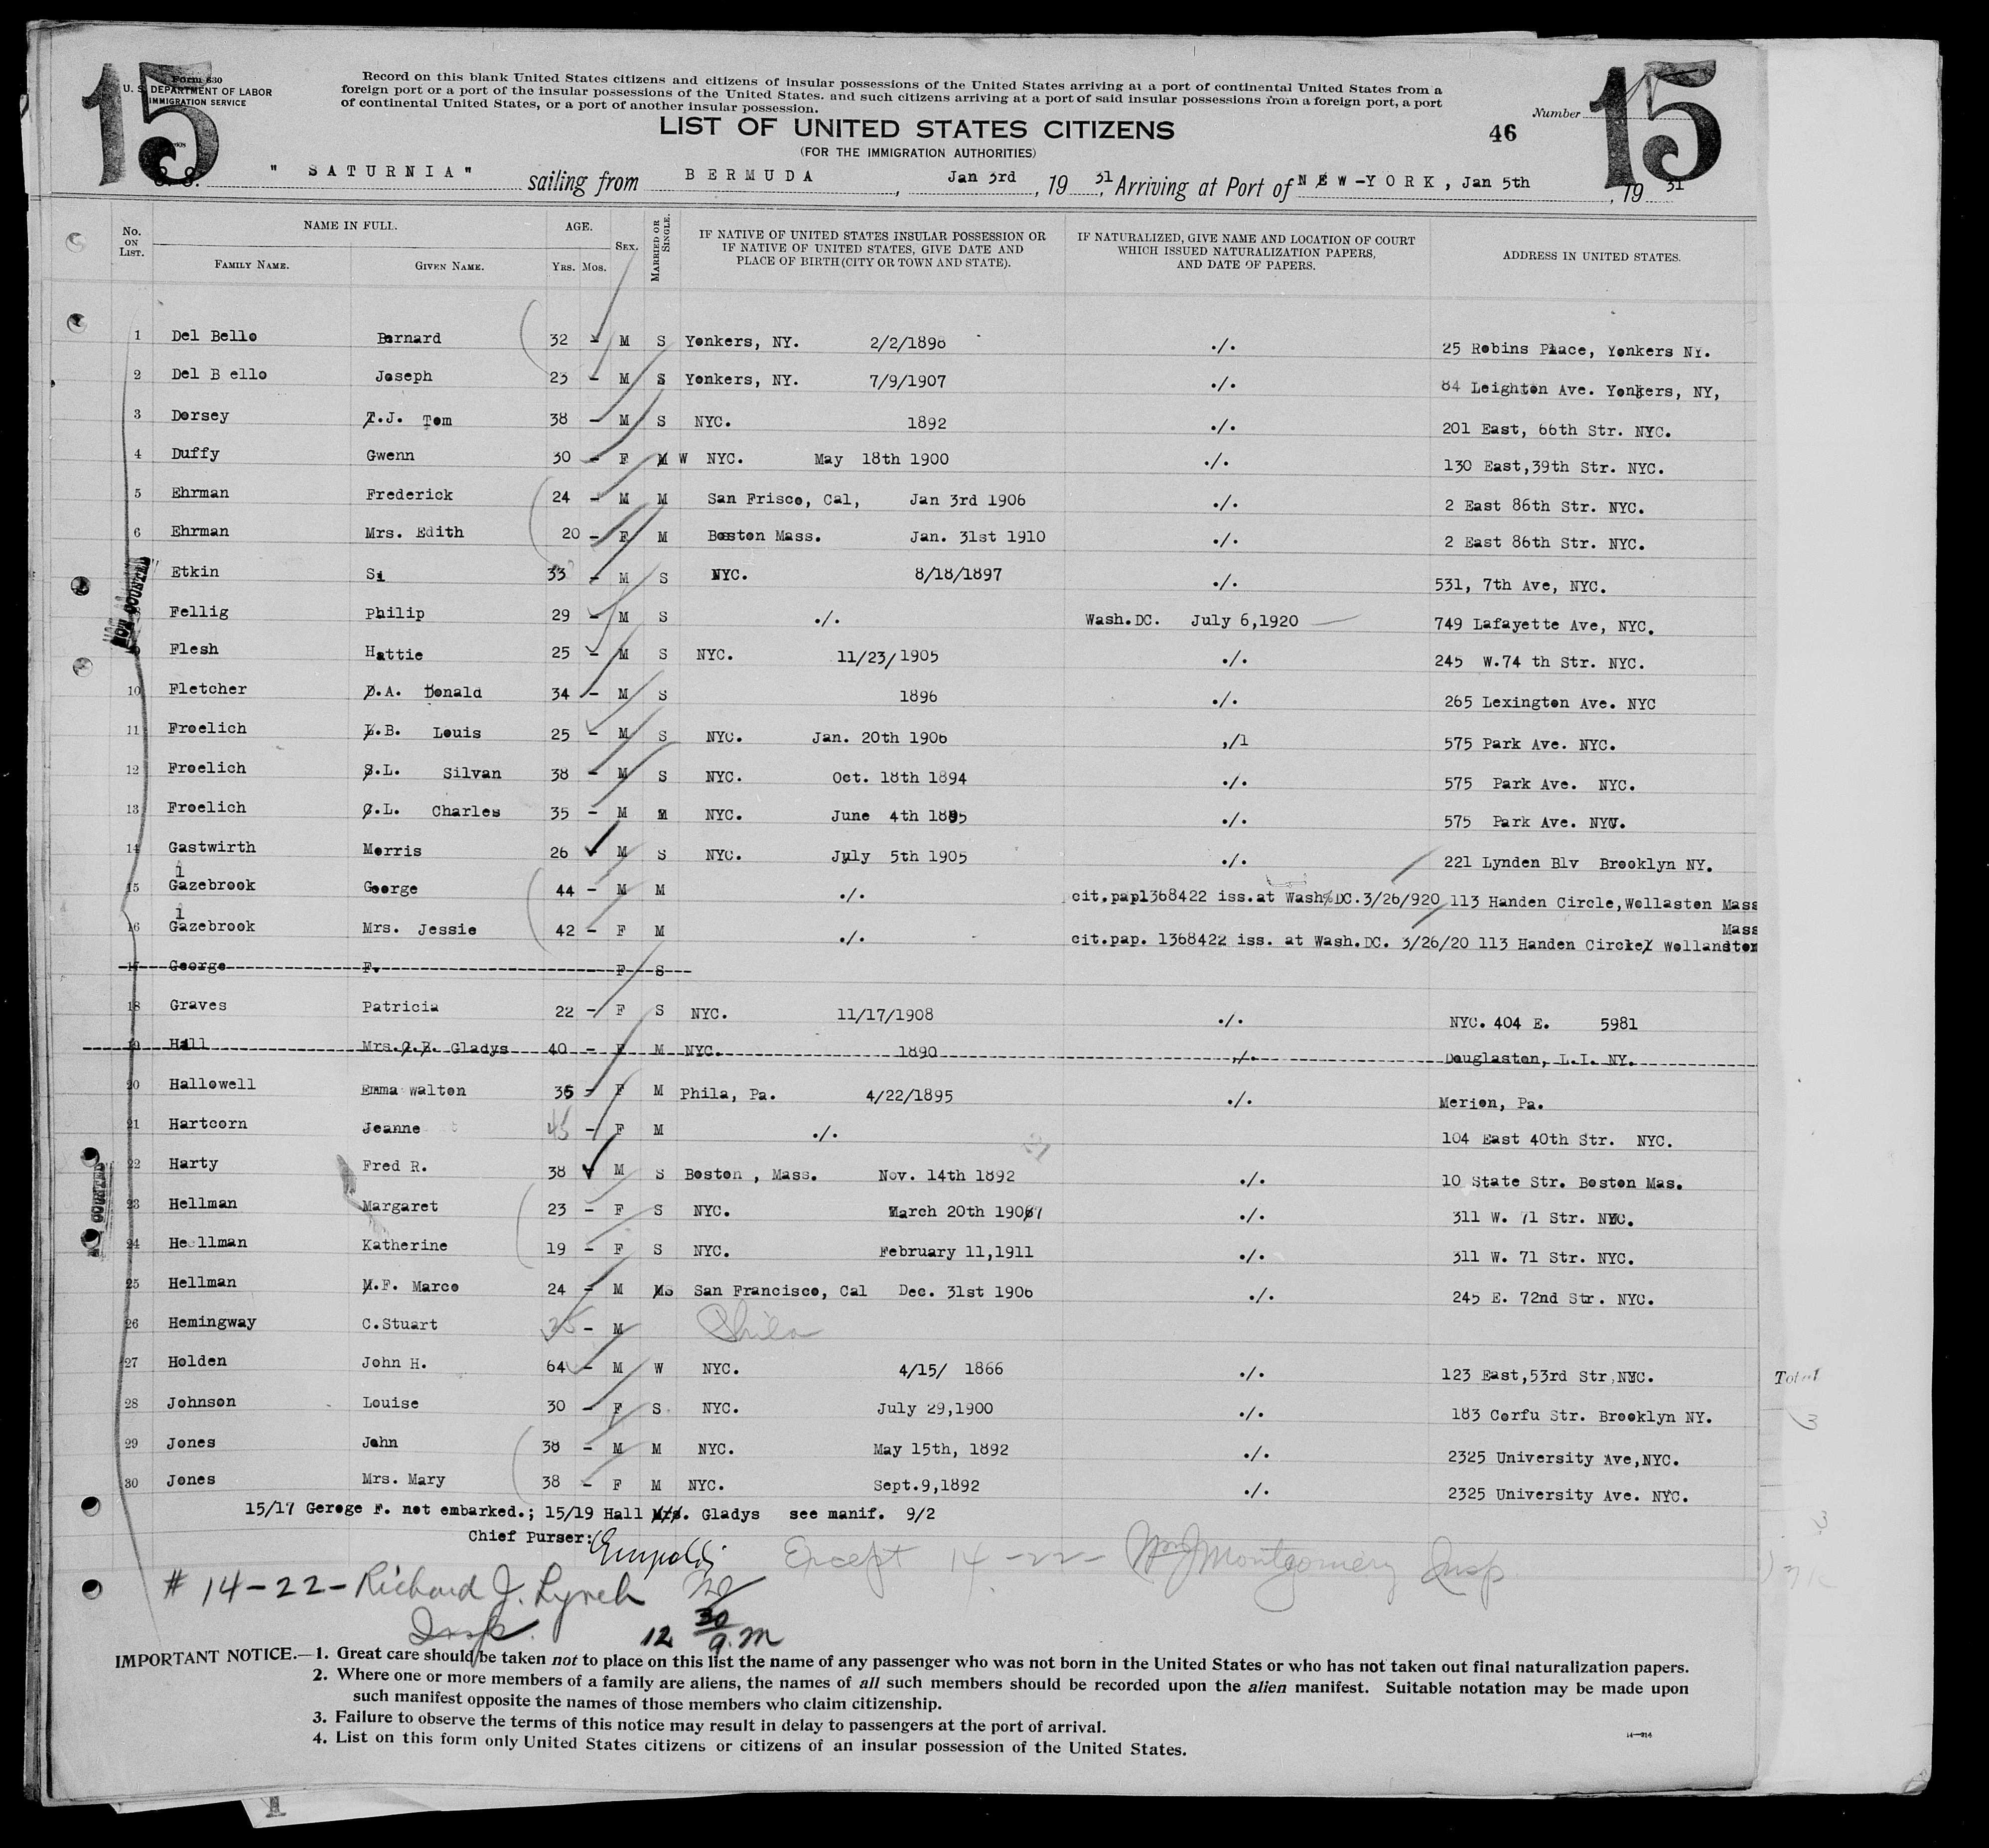 15
15
Form 630
U. S. DEPARTMENT OF LABOR
IMMIGRATION SERVICE
Record on this blank United States citizens and citizens of insular possessions of the United States arriving at a port of continental United States from a
foreign port or a port of the insular possessions of the United States. and such citizens arriving at a port of said insular possessions from a foreign port, a port
of continental United States, or a port of another insular possession.
Number
LIST OF UNITED STATES CITIZENS
46
(FOR THE IMMIGRATION AUTHORITIES)
S. S. " SATURNIA " sailing from BERMUDA, Jan 3rd, 19 31, Arriving at Port of NEW-YORK, Jan 5th, 19 31
No. ON LIST.
NAME IN FULL.
FAMILY NAME.
GIVEN NAME.
AGE.
YRS. MOS.
SEX.
MARRIED OR SINGLE.
IF NATIVE OF UNITED STATES INSULAR POSSESSION OR
IF NATIVE OF UNITED STATES, GIVE DATE AND
PLACE OF BIRTH (CITY OR TOWN AND STATE).
IF NATURALIZED, GIVE NAME AND LOCATION OF COURT
WHICH ISSUED NATURALIZATION PAPERS,
AND DATE OF PAPERS.
ADDRESS IN UNITED STATES.
1 Del Bello Bernard 32 - M S Yonkers, NY. 2/2/1898 ./. 25 Robins Place, Yonkers NY.
2 Del B ello Joseph 23 - M S Yonkers, NY. 7/9/1907 ./. 84 Leighton Ave. Yonkers, NY,
3 Dorsey T.J. Tom 38 - M S NYC. 1892 ./. 201 East, 66th Str. NYC.
4 Duffy Gwenn 30 - F M W NYC. May 18th 1900 ./. 130 East,39th Str. NYC.
5 Ehrman Frederick 24 - M M San Frisco, Cal, Jan 3rd 1906 ./. 2 East 86th Str. NYC.
6 Ehrman Mrs. Edith 20 - F M Boston Mass. Jan. 31st 1910 ./. 2 East 86th Str. NYC.
Etkin Si 33 - M S NYC. 8/18/1897 ./. 531, 7th Ave, NYC.
NON COUNTED
8 Fellig Philip 29 - M S ./. Wash.DC. July 6,1920 749 Lafayette Ave, NYC.
9 Flesh Hattie 25 - M S NYC. 11/23/1905 ./. 245 W.74 th Str. NYC.
10 Fletcher D.A. Donald 34 - M S 1896 ./. 265 Lexington Ave. NYC
11 Froelich L.B. Louis 25 - M S NYC. Jan. 20th 1906 ,/1 575 Park Ave. NYC.
12 Froelich S.L. Silvan 38 - M S NYC. Oct. 18th 1894 ./. 575 Park Ave. NYC.
13 Froelich C.L. Charles 35 - M M NYC. June 4th 1895 ./. 575 Park Ave. NYC.
14 Gastwirth Morris 26 M S NYC. July 5th 1905 ./. 221 Lynden Blv Brooklyn NY.
i
15 Gazebrook George 44 - M M ./. cit.pap1368422 iss.at Wash DC.3/26/920 113 Handen Circle,Wollaston Mass
i
Mass
16 Gazebrook Mrs. Jessie 42 - F M ./. cit.pap. 1368422 iss. at Wash.DC. 3/26/20 113 Handen Circle Wollaston
17 George F. F S
18 Graves Patricia 22 - F S NYC. 11/17/1908 ./. NYC. 404 E. 5981
19 Hall Mrs. Gladys 40 - F M NYC. 1890 ./. Douglaston, L.I. NY.
20 Hallowell Emma walton 35 - F M Phila, Pa. 4/22/1895 ./. Merion, Pa.
21 Hartcorn Jeanne 45 - F M ./. 104 East 40th Str. NYC.
22 Harty Fred R. 38 M S Boston , Mass. Nov. 14th 1892 ./. 10 State Str. Boston Mas.
COUNTED
23 Hellman Margaret 23 - F S NYC. March 20th 1907 ./. 311 W. 71 Str. NYC.
24 Hellman Katherine 19 - F S NYC. February 11,1911 ./. 311 W. 71 Str. NYC.
25 Hellman M.F. Marco 24 - M MS San Francisco, Cal Dec. 31st 1906 ./. 245 E. 72nd Str. NYC.
26 Hemingway C.Stuart - M Phila
27 Holden John H. 64 - M W NYC. 4/15/ 1866 ./. 123 East,53rd Str,NYC.
Total
28 Johnson Louise 30 - F S NYC. July 29,1900 ./. 183 Corfu Str. Brooklyn NY.
3
29 Jones John 38 - M M NYC. May 15th, 1892 ./. 2325 University Ave,NYC.
30 Jones Mrs. Mary 38 - F M NYC. Sept.9,1892 ./. 2325 University Ave. NYC.
15/17 Geroge F. not embarked.; 15/19 Hall Mrs. Gladys see manif. 9/2
3
Chief Purser:
Except 14-22- Wm J Montgomery Insp
# 14-22- Richard J. Lynch
Insp.
12 30 a.m
IMPORTANT NOTICE.—1. Great care should be taken not to place on this list the name of any passenger who was not born in the United States or who has not taken out final naturalization papers.
2. Where one or more members of a family are aliens, the names of all such members should be recorded upon the alien manifest. Suitable notation may be made upon
such manifest opposite the names of those members who claim citizenship.
3. Failure to observe the terms of this notice may result in delay to passengers at the port of arrival.
4. List on this form only United States citizens or citizens of an insular possession of the United States.